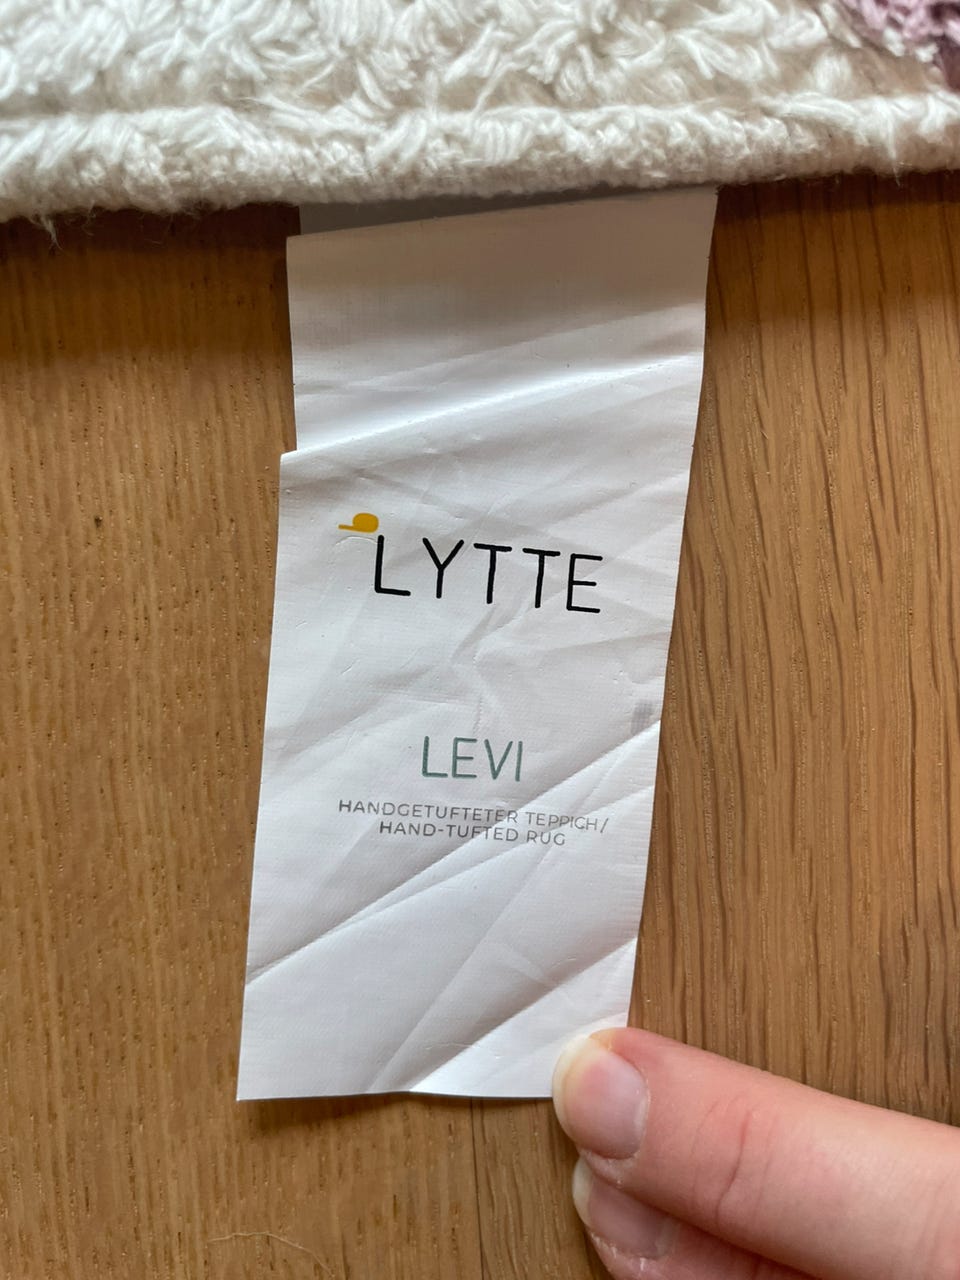 LYTTE
LEVI
HANDGETUFTETER TEPPICH/
HAND-TUFTED RUG